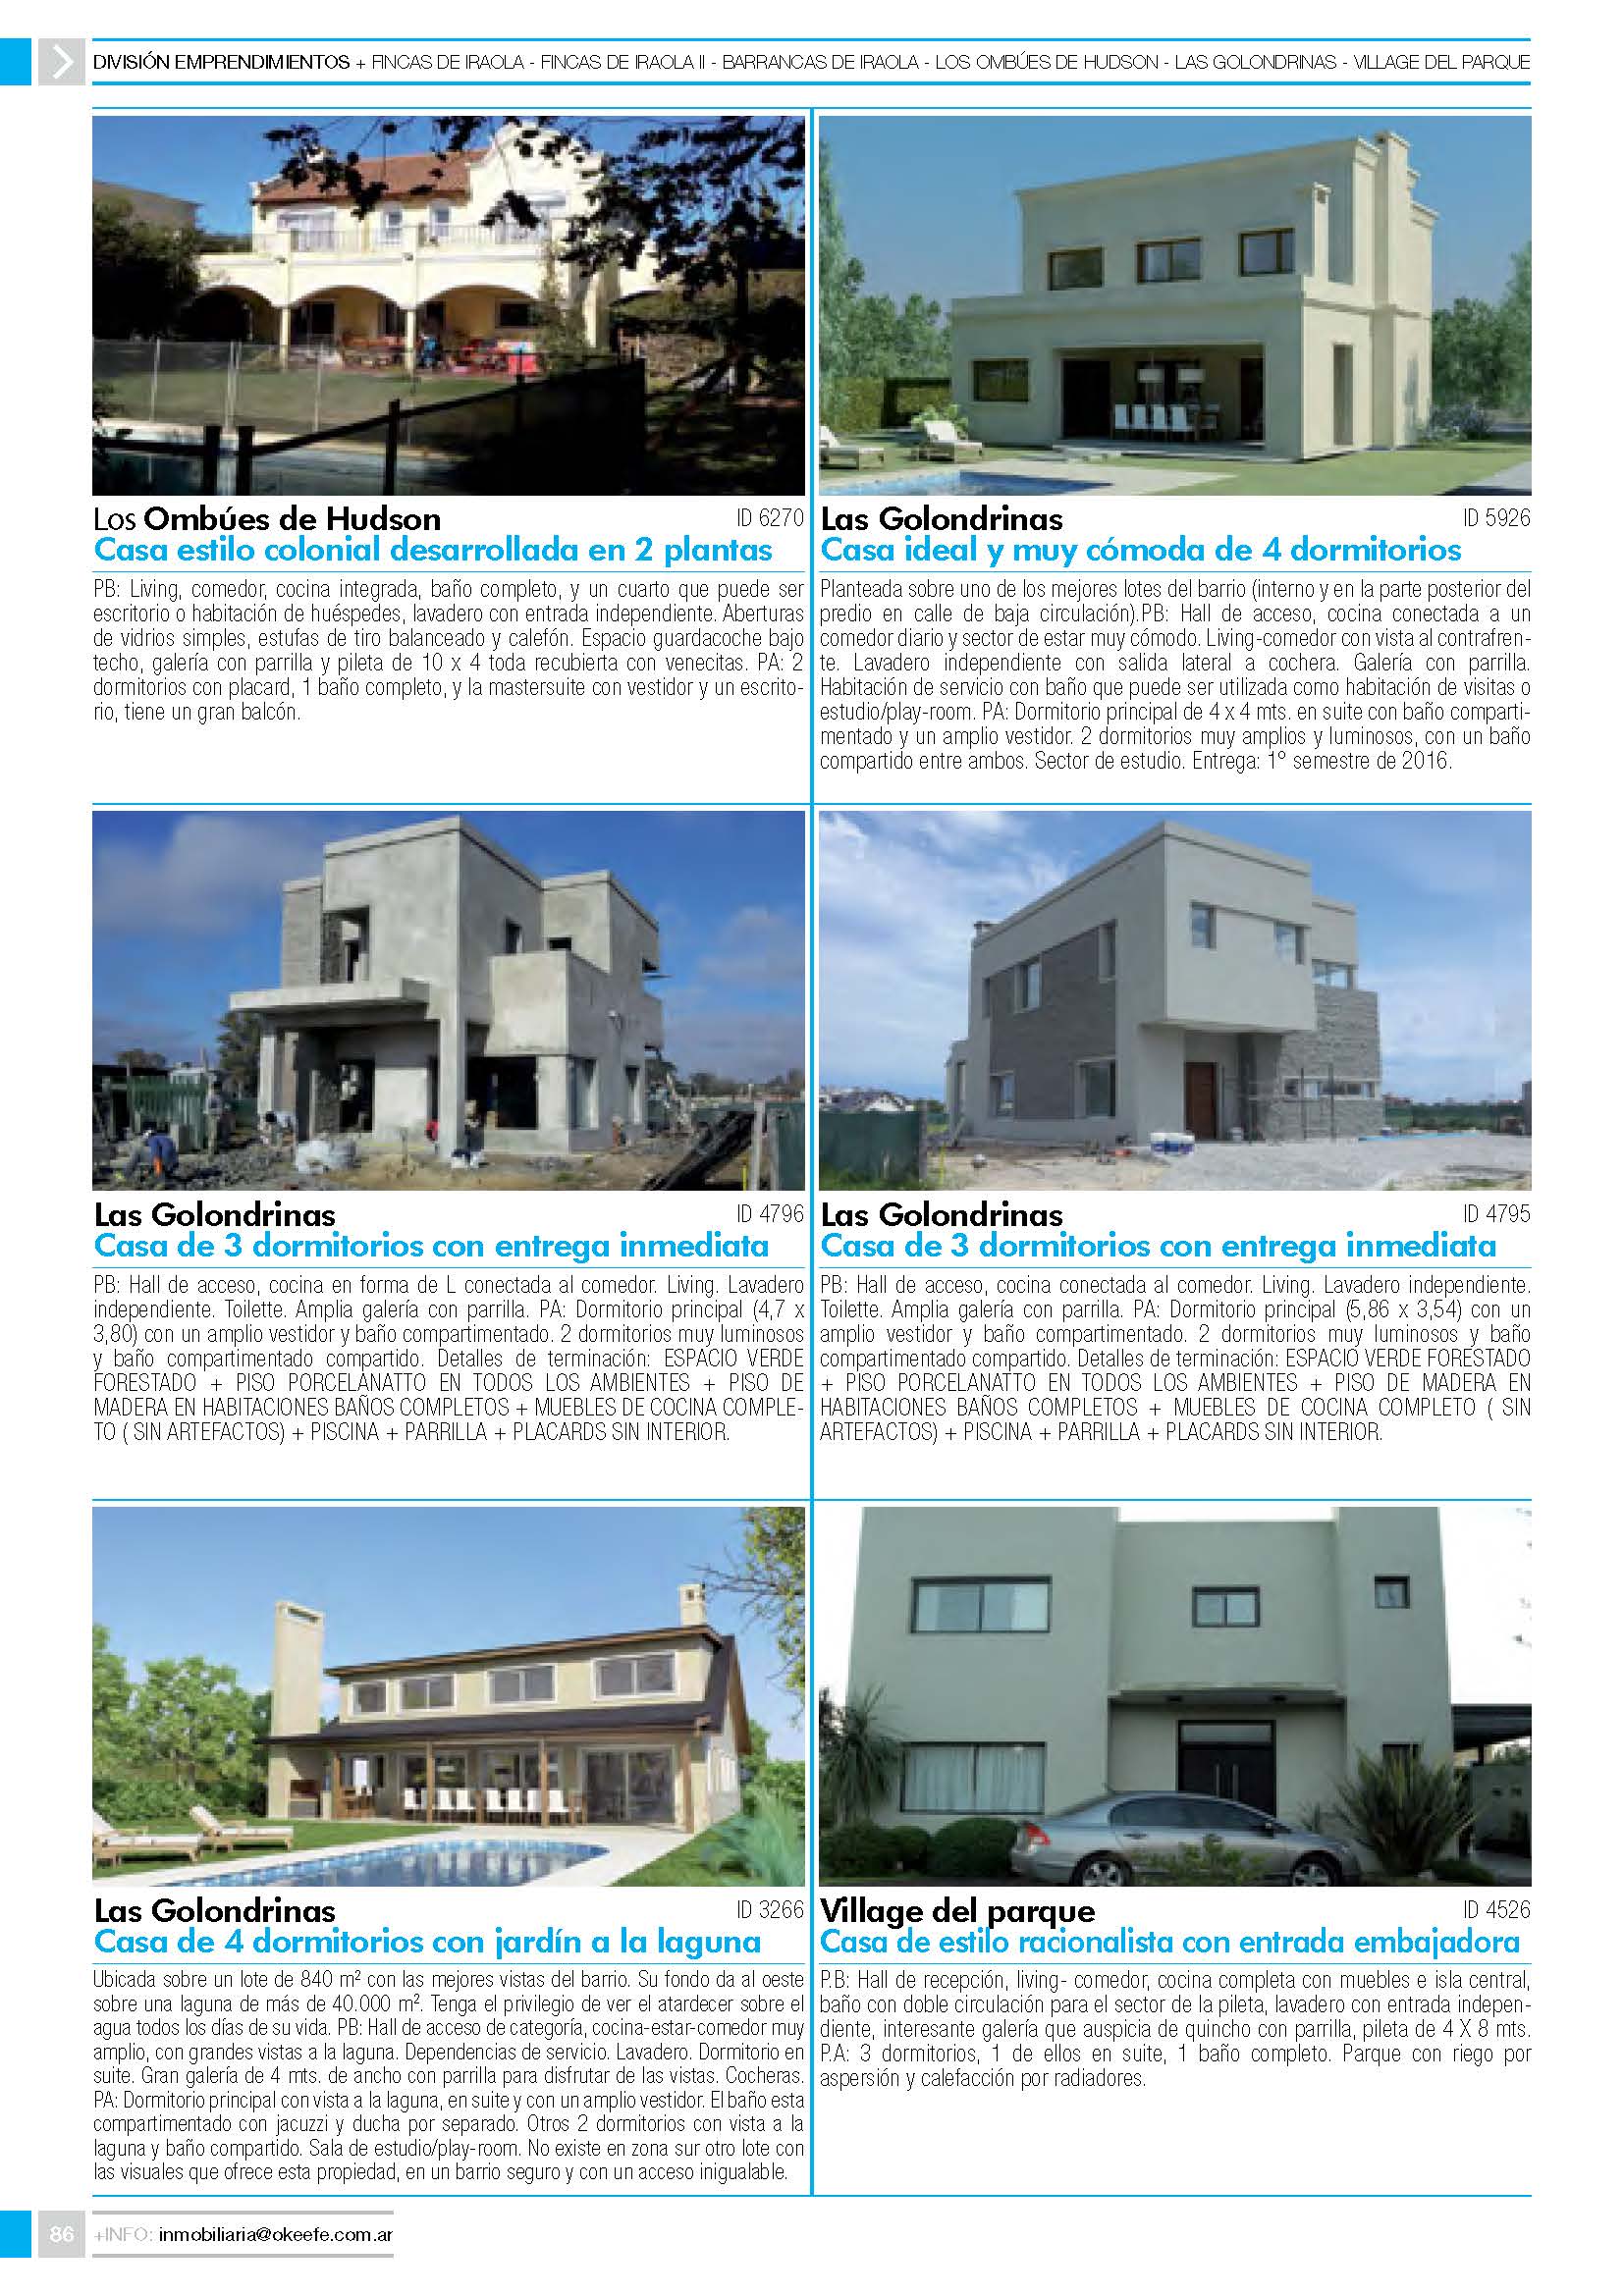 DIVISIÓN EMPRENDIMIENTOS + FINCAS DE IRAOLA - FINCAS DE IRAOLA II - BARRANCAS DE IRAOLA - LOS OMBÚES DE HUDSON - LAS GOLONDRINAS - VILLAGE DEL PARQUE
Los Ombúes de Hudson ID 6270
Casa estilo colonial desarrollada en 2 plantas
PB: Living, comedor, cocina integrada, baño completo, y un cuarto que puede ser
escritorio o habitación de huéspedes, lavadero con entrada independiente. Aberturas
de vidrios simples, estufas de tiro balanceado y calefón. Espacio guardacoche bajo
techo, galería con parrilla y pileta de 10 x 4 toda recubierta con venecitas. PA: 2
dormitorios con placard, 1 baño completo, y la mastersuite con vestidor y un escrito-
rio, tiene un gran balcón.
Las Golondrinas ID 5926
Casa ideal y muy cómoda de 4 dormitorios
Planteada sobre uno de los mejores lotes del barrio (interno y en la parte posterior del
predio en calle de baja circulación).PB: Hall de acceso, cocina conectada a un
comedor diario y sector de estar muy cómodo. Living-comedor con vista al contrafren-
te. Lavadero independiente con salida lateral a cochera. Galería con parrilla.
Habitación de servicio con baño que puede ser utilizada como habitación de visitas o
estudio/play-room. PA: Dormitorio principal de 4 x 4 mts. en suite con baño comparti-
mentado y un amplio vestidor. 2 dormitorios muy amplios y luminosos, con un baño
compartido entre ambos. Sector de estudio. Entrega: 1º semestre de 2016.
Las Golondrinas ID 4796
Casa de 3 dormitorios con entrega inmediata
PB: Hall de acceso, cocina en forma de L conectada al comedor. Living. Lavadero
independiente. Toilette. Amplia galería con parrilla. PA: Dormitorio principal (4,7 x
3,80) con un amplio vestidor y baño compartimentado. 2 dormitorios muy luminosos
y baño compartimentado compartido. Detalles de terminación: ESPACIO VERDE
FORESTADO + PISO PORCELANATTO EN TODOS LOS AMBIENTES + PISO DE
MADERA EN HABITACIONES BAÑOS COMPLETOS + MUEBLES DE COCINA COMPLE-
TO ( SIN ARTEFACTOS) + PISCINA + PARRILLA + PLACARDS SIN INTERIOR.
Las Golondrinas ID 4795
Casa de 3 dormitorios con entrega inmediata
PB: Hall de acceso, cocina conectada al comedor. Living. Lavadero independiente.
Toilette. Amplia galería con parrilla. PA: Dormitorio principal (5,86 x 3,54) con un
amplio vestidor y baño compartimentado. 2 dormitorios muy luminosos y baño
compartimentado compartido. Detalles de terminación: ESPACIO VERDE FORESTADO
+ PISO PORCELANATTO EN TODOS LOS AMBIENTES + PISO DE MADERA EN
HABITACIONES BAÑOS COMPLETOS + MUEBLES DE COCINA COMPLETO ( SIN
ARTEFACTOS) + PISCINA + PARRILLA + PLACARDS SIN INTERIOR.
Las Golondrinas ID 3266
Casa de 4 dormitorios con jardín a la laguna
Ubicada sobre un lote de 840 m² con las mejores vistas del barrio. Su fondo da al oeste
sobre una laguna de más de 40.000 m². Tenga el privilegio de ver el atardecer sobre el
agua todos los días de su vida. PB: Hall de acceso de categoría, cocina-estar-comedor muy
amplio, con grandes vistas a la laguna. Dependencias de servicio. Lavadero. Dormitorio en
suite. Gran galería de 4 mts. de ancho con parrilla para disfrutar de las vistas. Cocheras.
PA: Dormitorio principal con vista a la laguna, en suite y con un amplio vestidor. El baño esta
compartimentado con jacuzzi y ducha por separado. Otros 2 dormitorios con vista a la
laguna y baño compartido. Sala de estudio/play-room. No existe en zona sur otro lote con
las visuales que ofrece esta propiedad, en un barrio seguro y con un acceso inigualable.
Village del parque ID 4526
Casa de estilo racionalista con entrada embajadora
P.B: Hall de recepción, living- comedor, cocina completa con muebles e isla central,
baño con doble circulación para el sector de la pileta, lavadero con entrada indepen-
diente, interesante galería que auspicia de quincho con parrilla, pileta de 4 X 8 mts.
P.A: 3 dormitorios, 1 de ellos en suite, 1 baño completo. Parque con riego por
aspersión y calefacción por radiadores.
86 +INFO: inmobiliaria@okeefe.com.ar